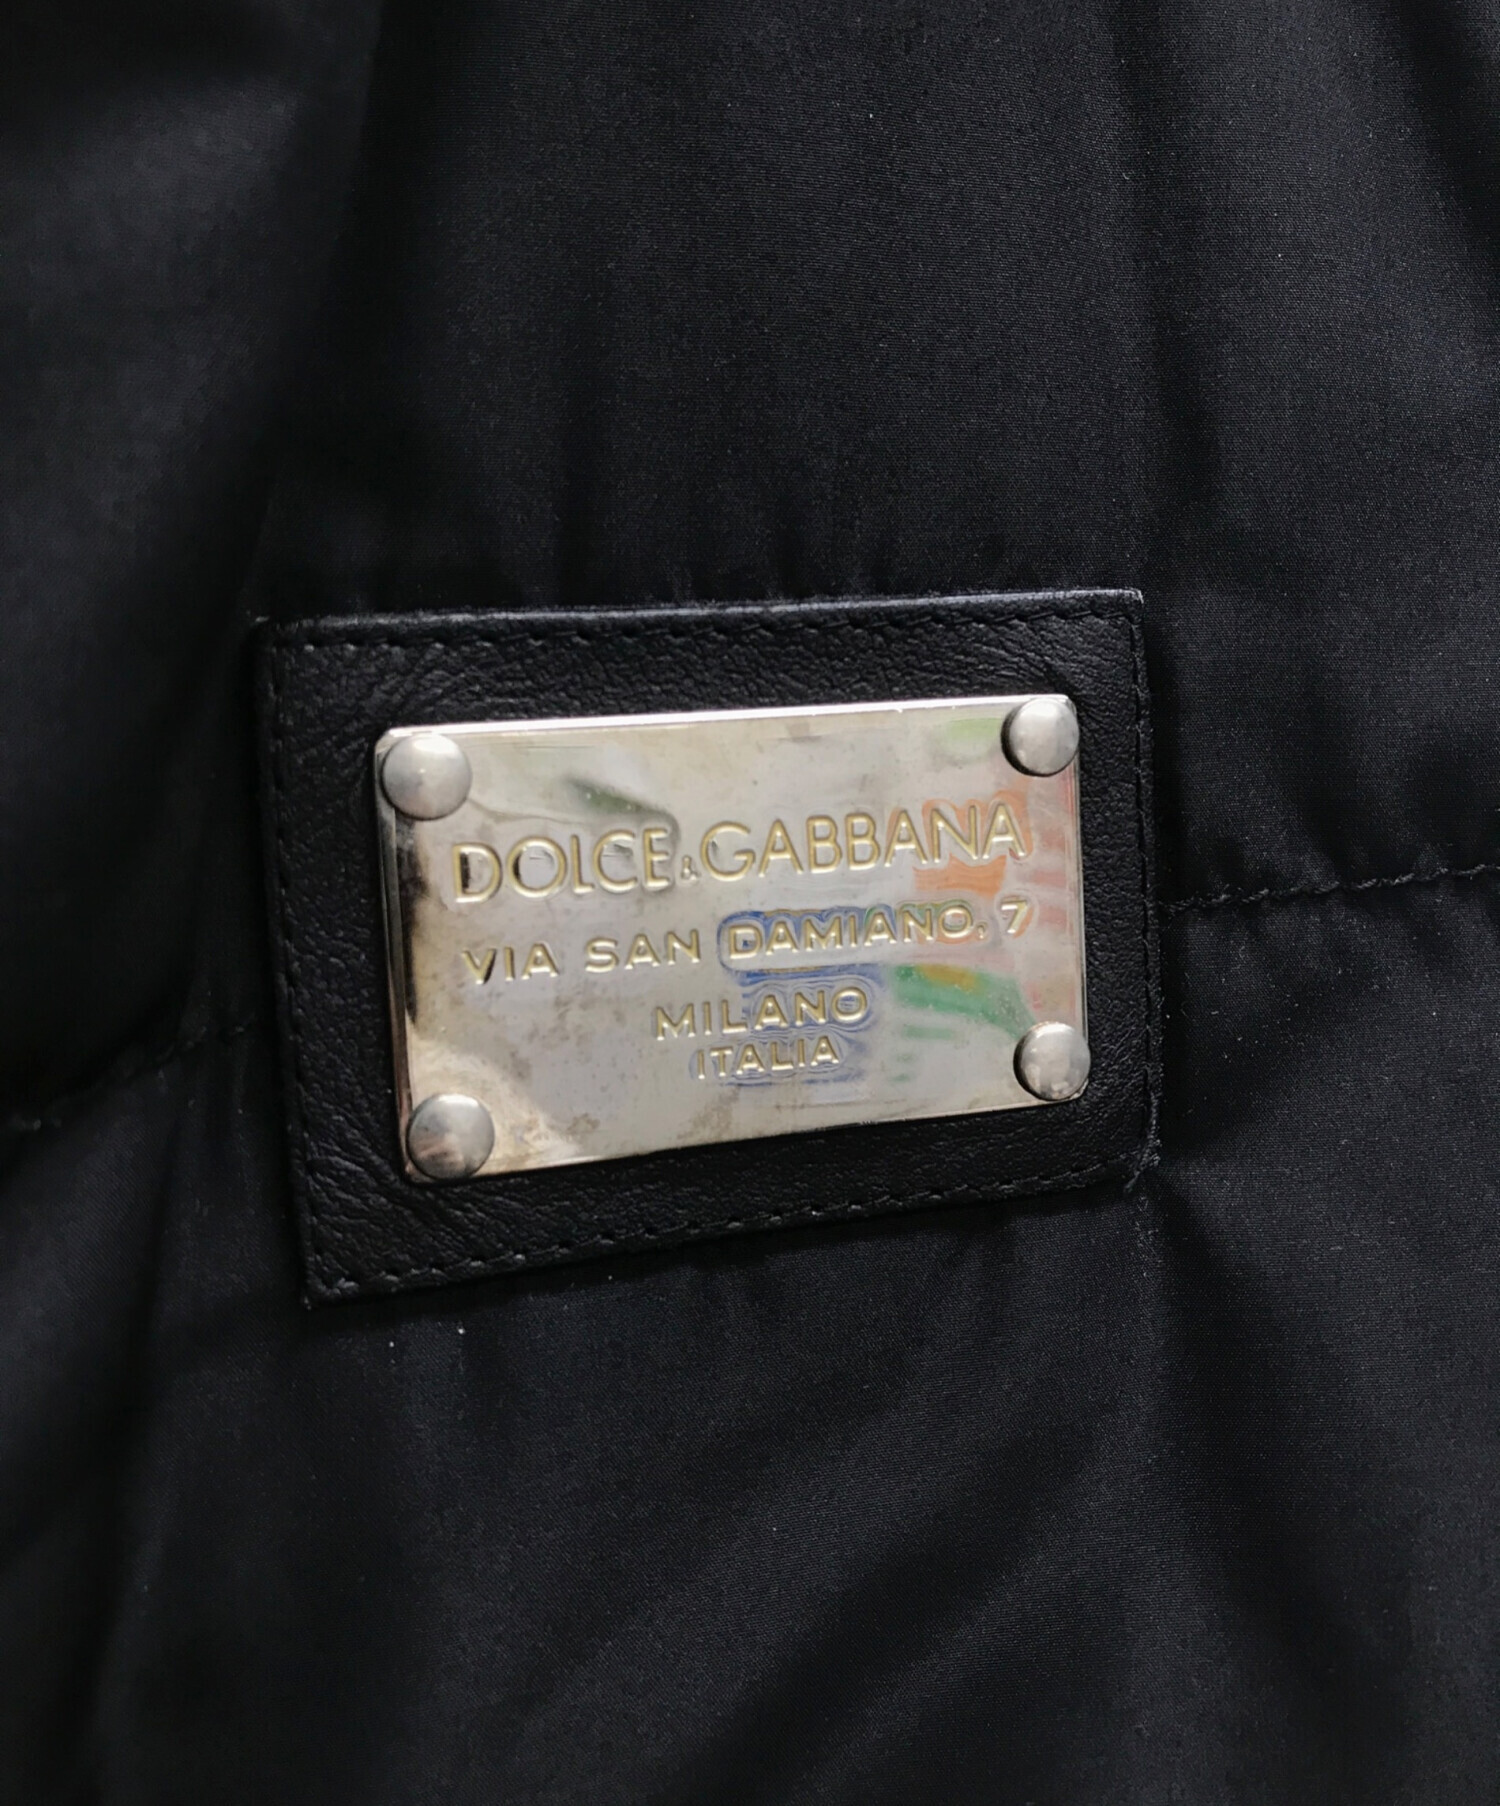 DOLCE & GABBANA
VIA SAN DAMIANO, 7
MILANO
ITALIA